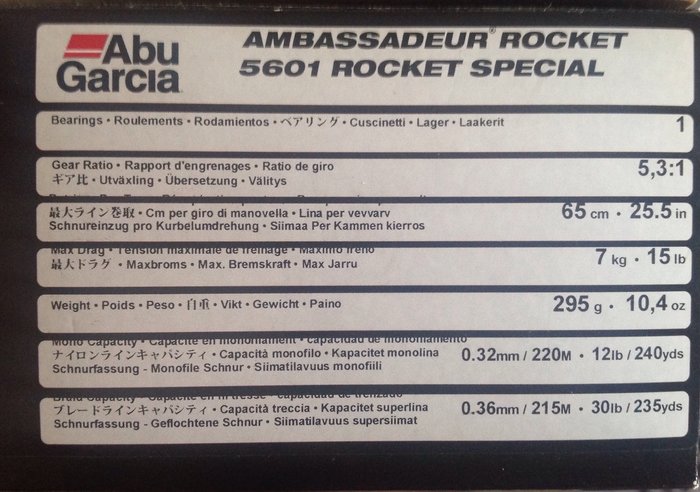 Abu Garcia
AMBASSADEUR® ROCKET
5601 ROCKET SPECIAL
Bearings • Roulements • Rodamientos • ベアリング • Cuscinetti • Lager • Laakerit 1
Gear Ratio • Rapport d'engrenages • Ratio de giro
ギア比 • Utväxling • Übersetzung • Välitys 5,3:1
最大ライン巻取 • Cm per giro di manovella • Lina per vevvarv 65 cm • 25.5 in
Schnureinzug pro Kurbelumdrehung • Siimaa Per Kammen kierros
Max Drag • Tension maximale de freinage • Máximo freno
最大ドラグ • Maxbroms • Max. Bremskraft • Max Jarru 7 kg • 15 lb
Weight • Poids • Peso • 自重 • Vikt • Gewicht • Paino 295 g • 10,4 oz
Mono Capacity • Capacité en monofilament • capacidad de monofilamento
ナイロンラインキャパシティ • Capacità monofilo • Kapacitet monolina 0.32mm / 220M • 12lb / 240yds
Schnurfassung - Monofile Schnur • Siimatilavuus monofiili
Braid Capacity • Capacité en tresse • capacidad de trenzado
ブレードラインキャパシティ • Capacità treccia • Kapacitet superlina 0.36mm / 215M • 30lb / 235yds
Schnurfassung - Geflochtene Schnur • Siimatilavuus supersiimat